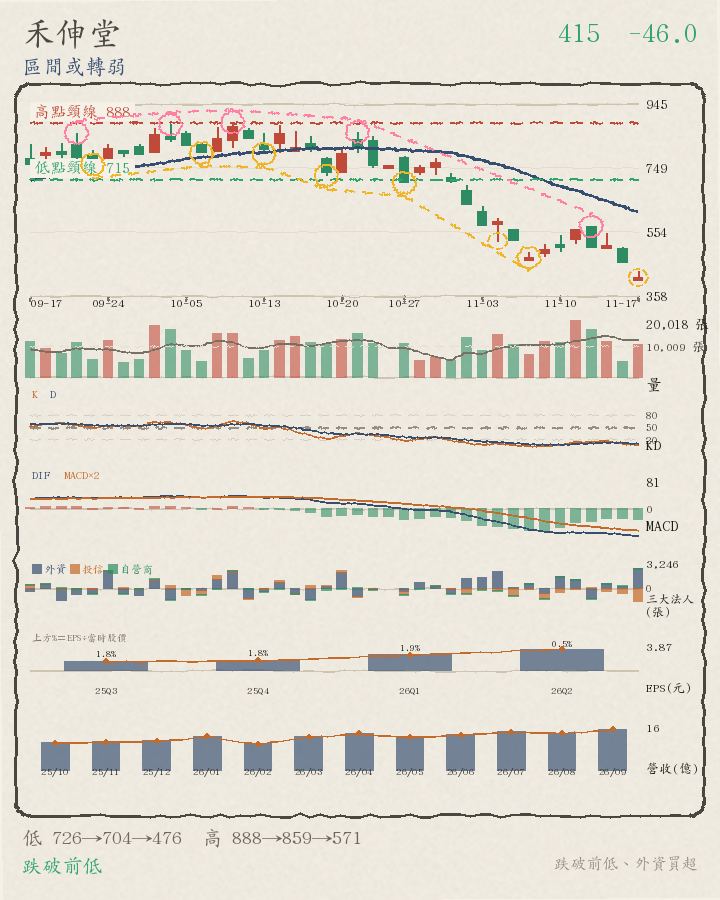 禾伸堂
415 -46.0
區間或轉弱
高點頸線 888
低點頸線 715
945
749
554
358
09-17 09-24 10-05 10-13 10-20 10-27 11-03 11-10 11-17
20,018 張
10,009 張
量
K D
80
50
20
KD
DIF MACD×2
81
0
MACD
外資 投信 自營商
3,246
0
三大法人
(張)
上方%=EPS÷當時股價
1.8% 1.8% 1.9% 0.5%
3.87
25Q3 25Q4 26Q1 26Q2
EPS(元)
16
25/10 25/11 25/12 26/01 26/02 26/03 26/04 26/05 26/06 26/07 26/08 26/09
營收(億)
低 726→704→476 高 888→859→571
跌破前低
跌破前低、外資買超